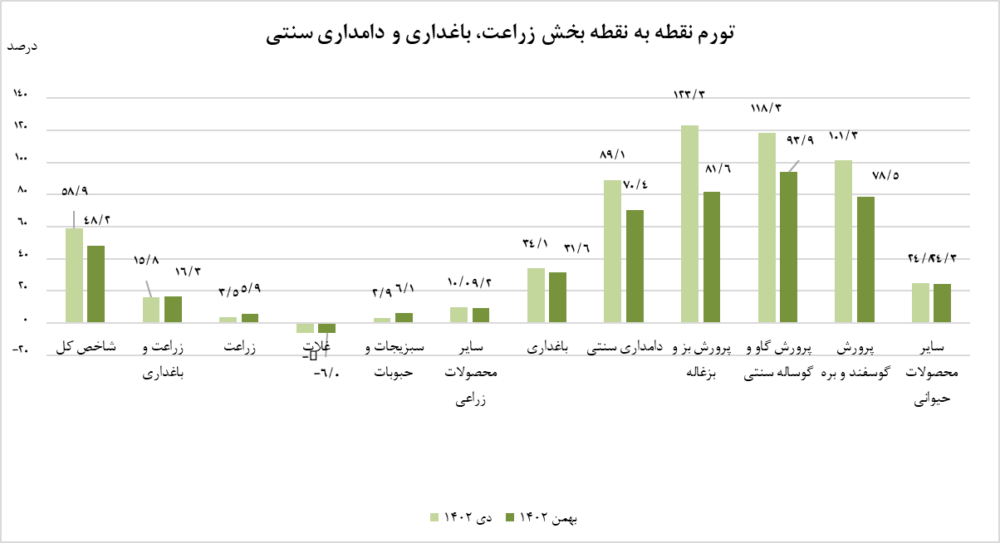 تورم نقطه به نقطه بخش زراعت، باغداری و دامداری سنتی
درصد
۱۴۰
۱۲۰
۱۰۰
۸۰
۶۰
۴۰
۲۰
۰
-۲۰
۵۸/۹
۴۸/۲
۱۵/۸
۱۶/۳
۳/۵
۵/۹
-۶/۰
۲/۹
۶/۱
۱۰/۰
۹/۲
۳۴/۱
۳۱/۶
۸۹/۱
۷۰/۴
۱۲۳/۳
۸۱/۶
۱۱۸/۳
۹۳/۹
۱۰۱/۳
۷۸/۵
۲۴/۸
۲۴/۳
شاخص کل
زراعت و
باغداری
زراعت
غلات
سبزیجات و
حبوبات
سایر
محصولات
زراعی
باغداری
دامداری سنتی
پرورش بز و
بزغاله
پرورش گاو و
گوساله سنتی
پرورش
گوسفند و بره
سایر
محصولات
حیوانی
دی ۱۴۰۲
بهمن ۱۴۰۲